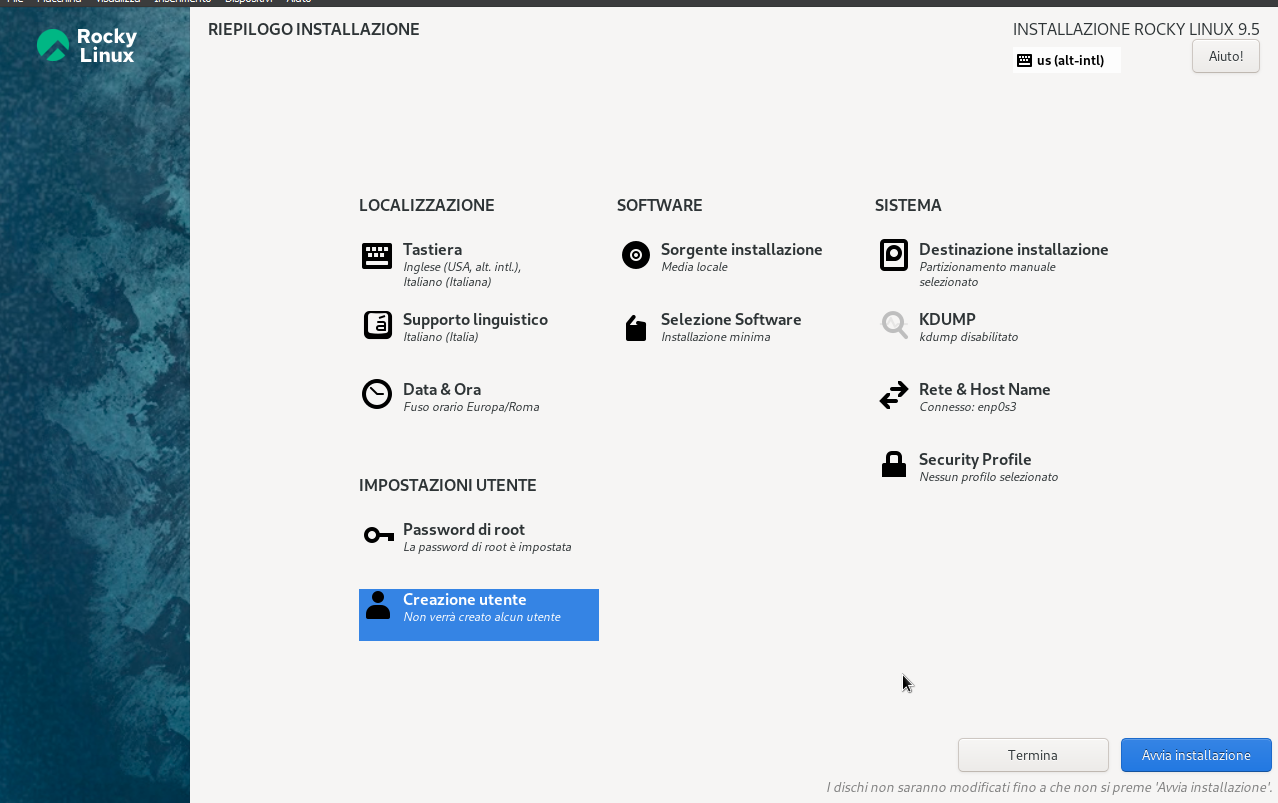 File Macchina Visualizza Inserimento Dispositivi Aiuto
Rocky
Linux
RIEPILOGO INSTALLAZIONE
INSTALLAZIONE ROCKY LINUX 9.5
us (alt-intl)
Aiuto!
LOCALIZZAZIONE
Tastiera
Inglese (USA, alt. intl.),
Italiano (Italiana)
Supporto linguistico
Italiano (Italia)
Data & Ora
Fuso orario Europa/Roma
SOFTWARE
Sorgente installazione
Media locale
Selezione Software
Installazione minima
SISTEMA
Destinazione installazione
Partizionamento manuale
selezionato
KDUMP
kdump disabilitato
Rete & Host Name
Connesso: enp0s3
Security Profile
Nessun profilo selezionato
IMPOSTAZIONI UTENTE
Password di root
La password di root è impostata
Creazione utente
Non verrà creato alcun utente
Termina
Avvia installazione
I dischi non saranno modificati fino a che non si preme 'Avvia installazione'.